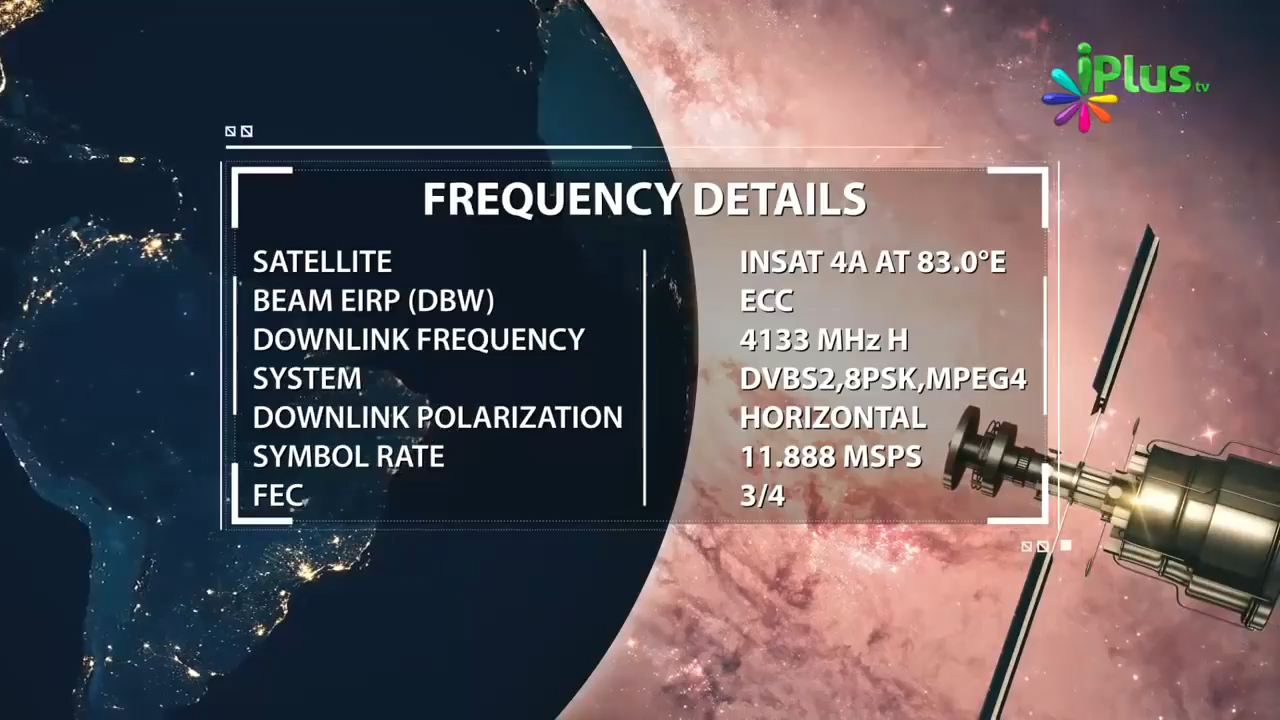 iPlus tv
FREQUENCY DETAILS
SATELLITE INSAT 4A AT 83.0°E
BEAM EIRP (DBW) ECC
DOWNLINK FREQUENCY 4133 MHz H
SYSTEM DVBS2,8PSK,MPEG4
DOWNLINK POLARIZATION HORIZONTAL
SYMBOL RATE 11.888 MSPS
FEC 3/4